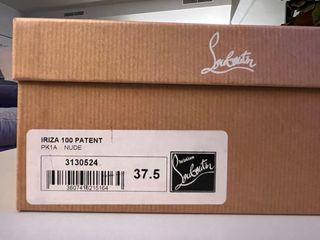 Louboutin
IRIZA 100 PATENT
PK1A NUDE
3130524
37.5
Christian
Louboutin